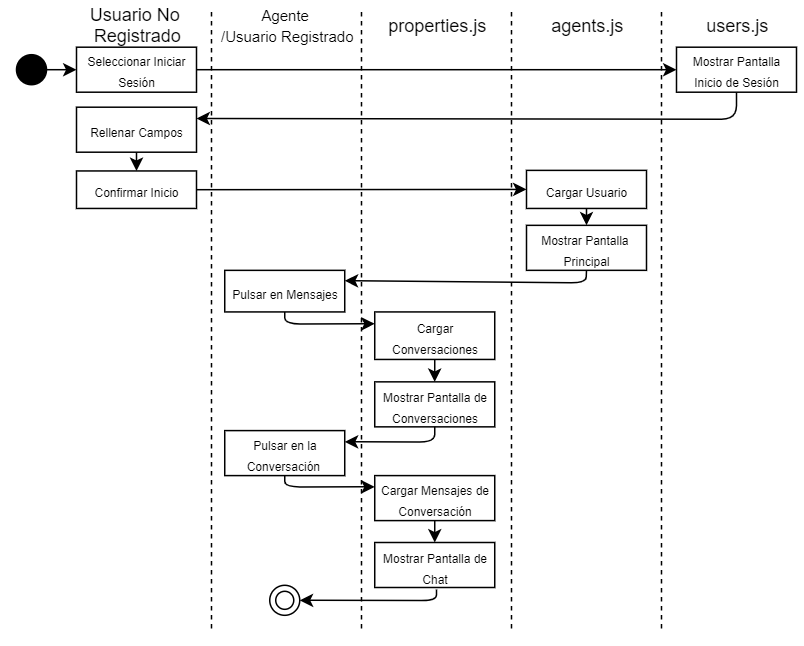 Usuario No
Registrado
Agente
/Usuario Registrado
properties.js
agents.js
users.js
Seleccionar Iniciar
Sesión
Mostrar Pantalla
Inicio de Sesión
Rellenar Campos
Confirmar Inicio
Cargar Usuario
Mostrar Pantalla
Principal
Pulsar en Mensajes
Cargar
Conversaciones
Mostrar Pantalla de
Conversaciones
Pulsar en la
Conversación
Cargar Mensajes de
Conversación
Mostrar Pantalla de
Chat